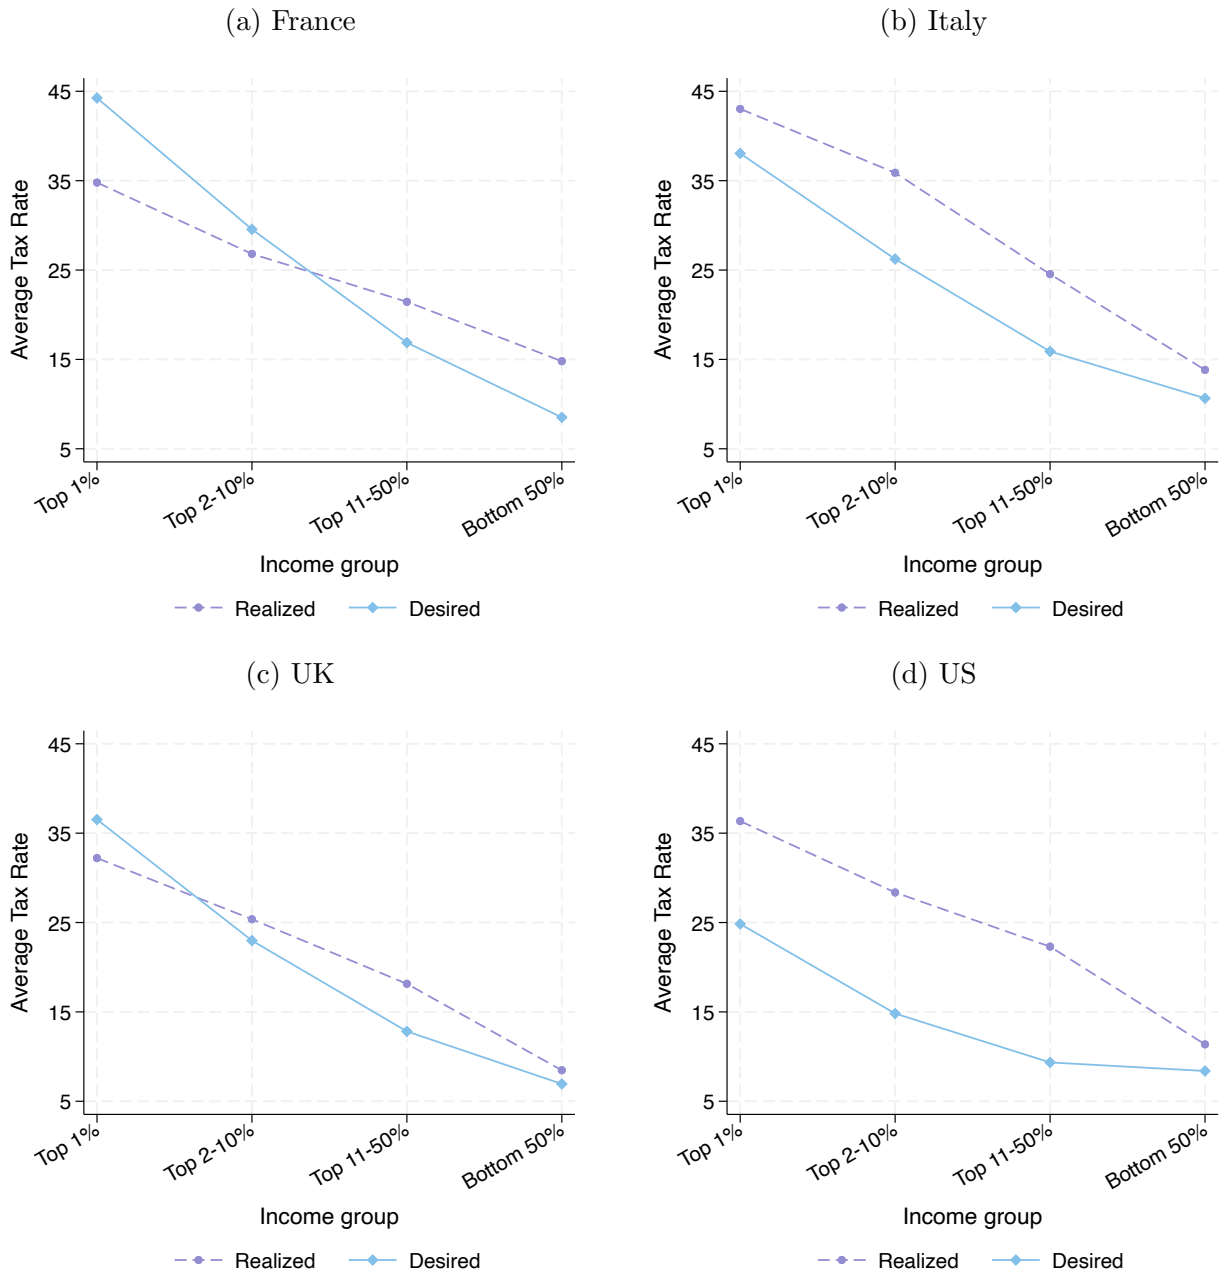 (a) France
45
35
25
15
5
Average Tax Rate
Top 1%
Top 2-10%
Top 11-50%
Bottom 50%
Income group
Realized
Desired
(b) Italy
45
35
25
15
5
Average Tax Rate
Top 1%
Top 2-10%
Top 11-50%
Bottom 50%
Income group
Realized
Desired
(c) UK
45
35
25
15
5
Average Tax Rate
Top 1%
Top 2-10%
Top 11-50%
Bottom 50%
Income group
Realized
Desired
(d) US
45
35
25
15
5
Average Tax Rate
Top 1%
Top 2-10%
Top 11-50%
Bottom 50%
Income group
Realized
Desired